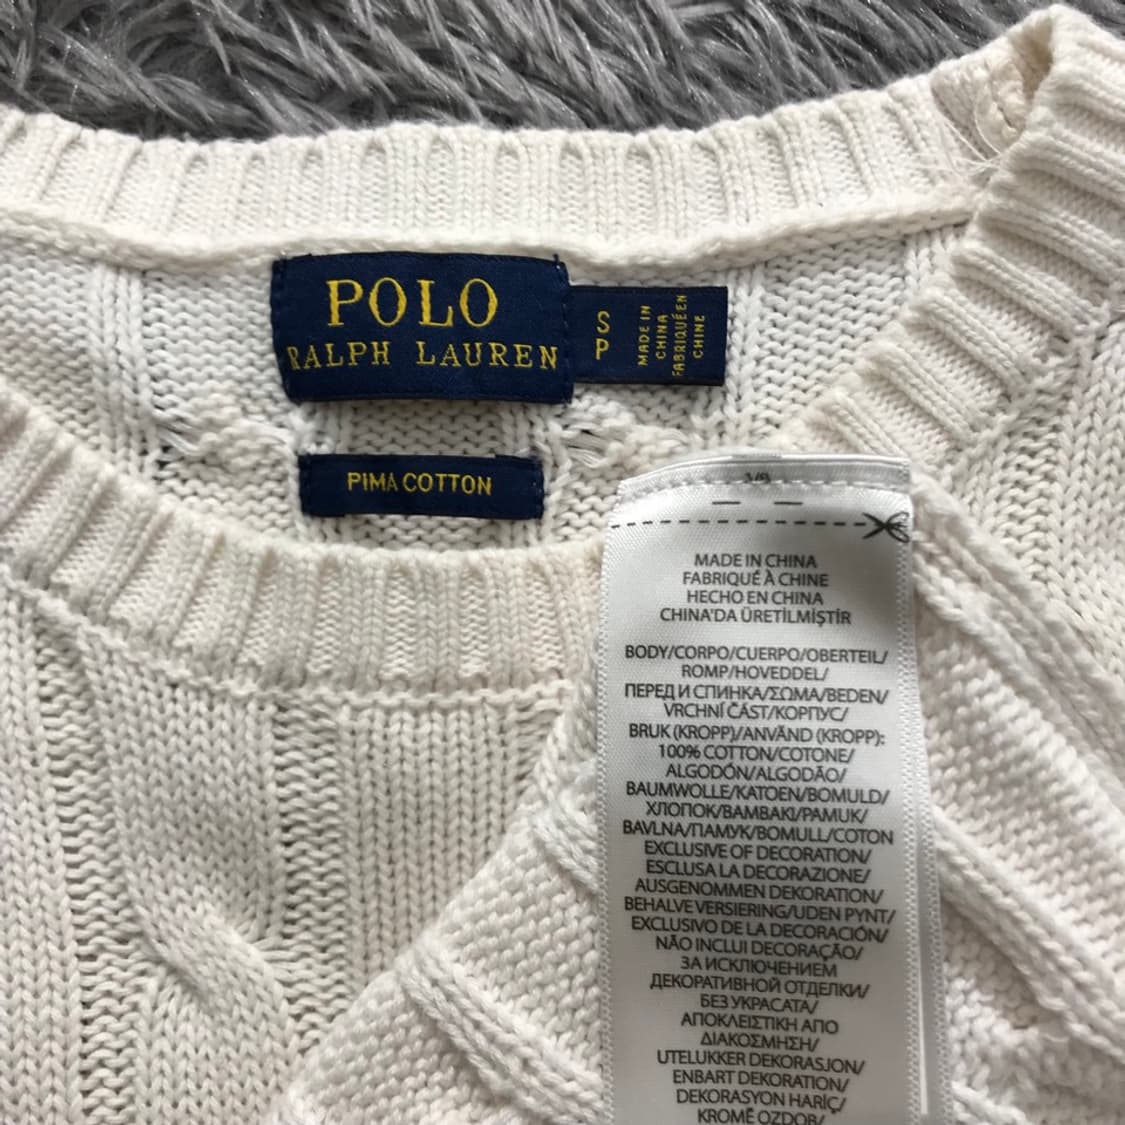 POLO
RALPH LAUREN
S
P
MADE IN
CHINA
FABRIQUÉ EN
CHINE
PIMA COTTON
MADE IN CHINA
FABRIQUÉ À CHINE
HECHO EN CHINA
CHINA'DA ÜRETİLMİŞTİR
BODY/CORPO/CUERPO/OBERTEIL/
ROMP/HOVEDDEL/
ПЕРЕД И СПИНКА/ΣΩΜΑ/BEDEN/
VRCHNÍ ČÁST/КОРПУС/
BRUK (KROPP)/ANVÄND (KROPP):
100% COTTON/COTONE/
ALGODÓN/ALGODÃO/
BAUMWOLLE/KATOEN/BOMULD/
ХЛОПОК/ΒΑΜΒΑΚΙ/PAMUK/
BAVLNA/ПАМУК/BOMULL/COTON
EXCLUSIVE OF DECORATION/
ESCLUSA LA DECORAZIONE/
AUSGENOMMEN DEKORATION/
BEHALVE VERSIERING/UDEN PYNT/
EXCLUSIVO DE LA DECORACIÓN/
NÃO INCLUI DECORAÇÃO/
ЗА ИСКЛЮЧЕНИЕМ
ДЕКОРАТИВНОЙ ОТДЕЛКИ/
БЕЗ УКРАСАТА/
ΑΠΟΚΛΕΙΣΤΙΚΗ ΑΠΟ
ΔΙΑΚΟΣΜΗΣΗ/
UTELUKKER DEKORASJON/
ENBART DEKORATION/
DEKORASYON HARİÇ/
KROMĚ OZDOB/